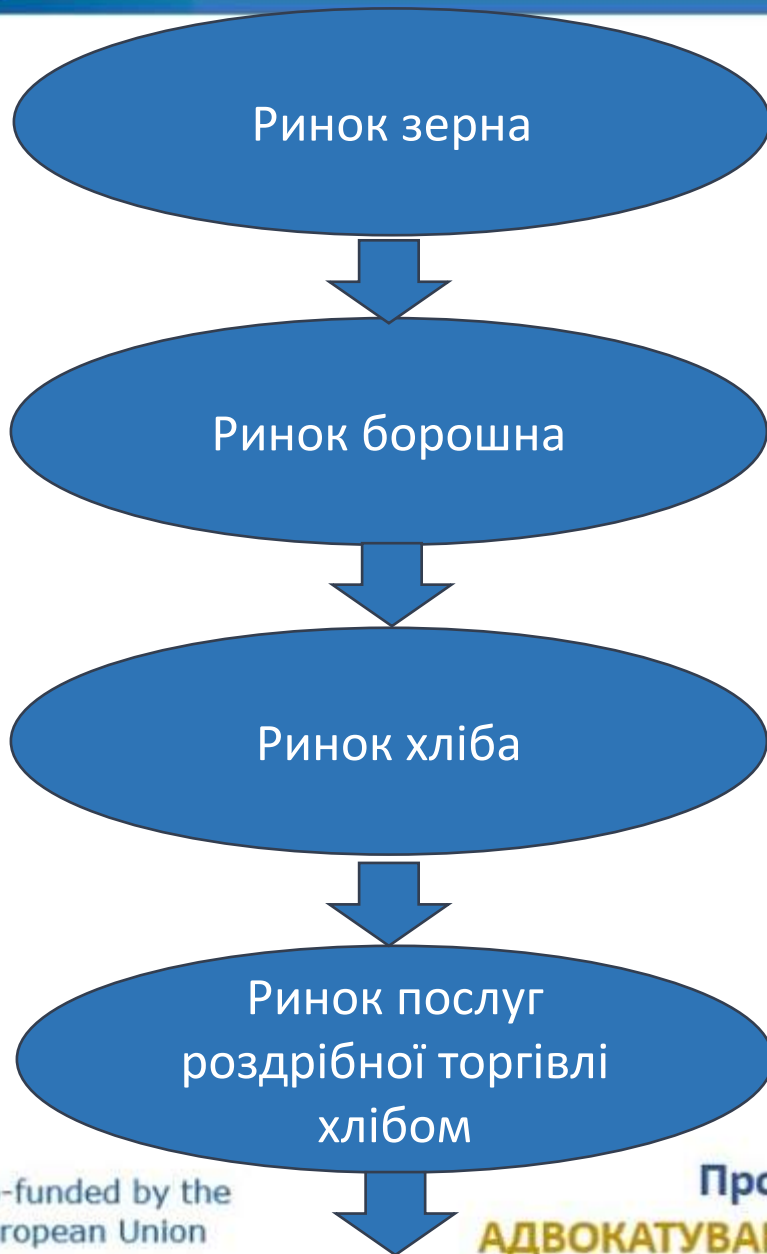 Ринок зерна
Ринок борошна
Ринок хліба
Ринок послуг
роздрібної торгівлі
хлібом
-funded by the
ropean Union
Про
АДВОКАТУВА